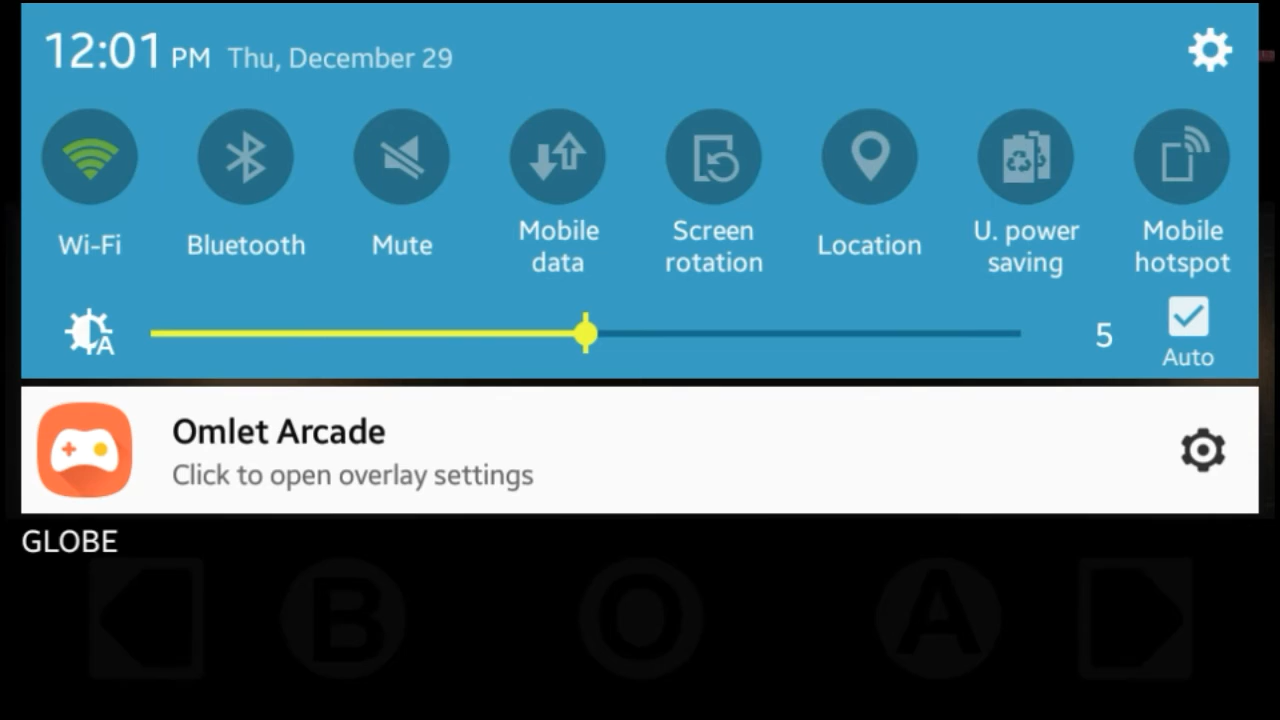 12:01 PM Thu, December 29
Wi-Fi
Bluetooth
Mute
Mobile
data
Screen
rotation
Location
U. power
saving
Mobile
hotspot
A
5
Auto
Omlet Arcade
Click to open overlay settings
GLOBE
B
O
A